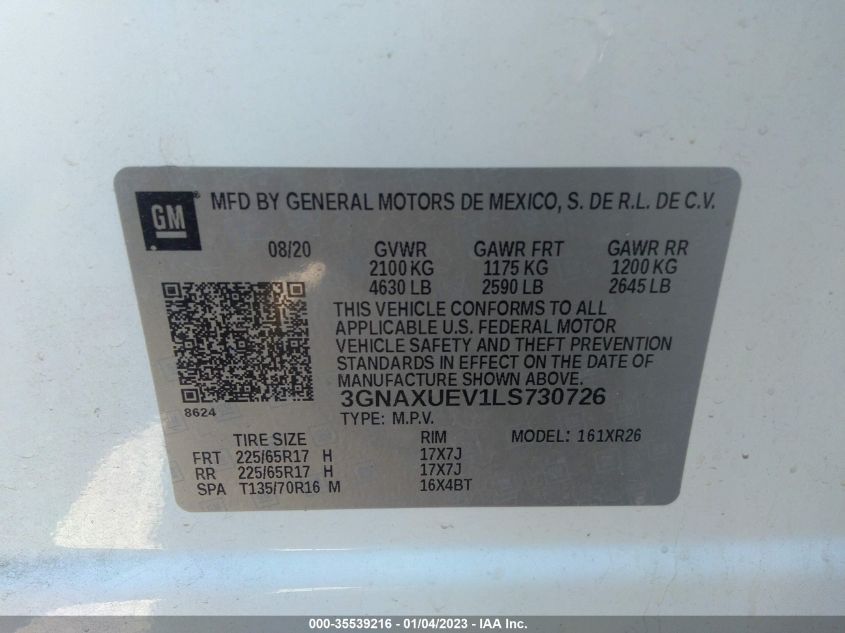 GM ® MFD BY GENERAL MOTORS DE MEXICO, S. DE R.L. DE C.V.
08/20 GVWR GAWR FRT GAWR RR
2100 KG 1175 KG 1200 KG
4630 LB 2590 LB 2645 LB
THIS VEHICLE CONFORMS TO ALL
APPLICABLE U.S. FEDERAL MOTOR
VEHICLE SAFETY AND THEFT PREVENTION
STANDARDS IN EFFECT ON THE DATE OF
MANUFACTURE SHOWN ABOVE.
8624 3GNAXUEV1LS730726
TYPE: M.P.V.
TIRE SIZE RIM MODEL: 161XR26
FRT 225/65R17 H 17X7J
RR 225/65R17 H 17X7J
SPA T135/70R16 M 16X4BT
000-35539216 - 01/04/2023 - IAA Inc.